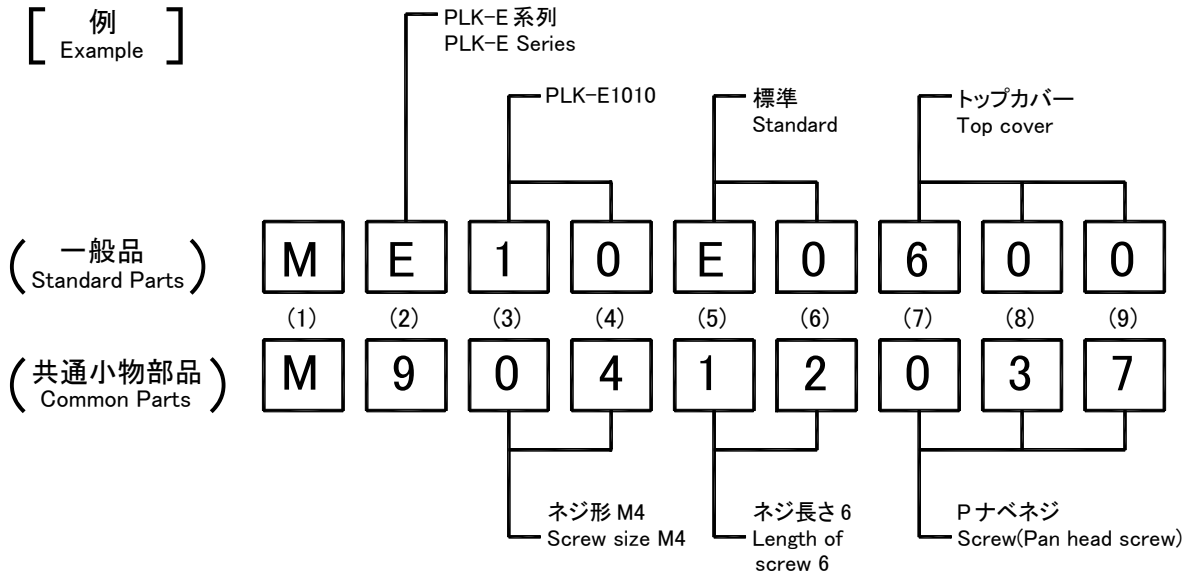 例
Example
PLK-E系列
PLK-E Series
PLK-E1010
標準
Standard
トップカバー
Top cover
一般品
Standard Parts
M E 1 0 E 0 6 0 0
(1) (2) (3) (4) (5) (6) (7) (8) (9)
共通小物部品
Common Parts
M 9 0 4 1 2 0 3 7
ネジ形 M4
Screw size M4
ネジ長さ 6
Length of
screw 6
Pナベネジ
Screw(Pan head screw)